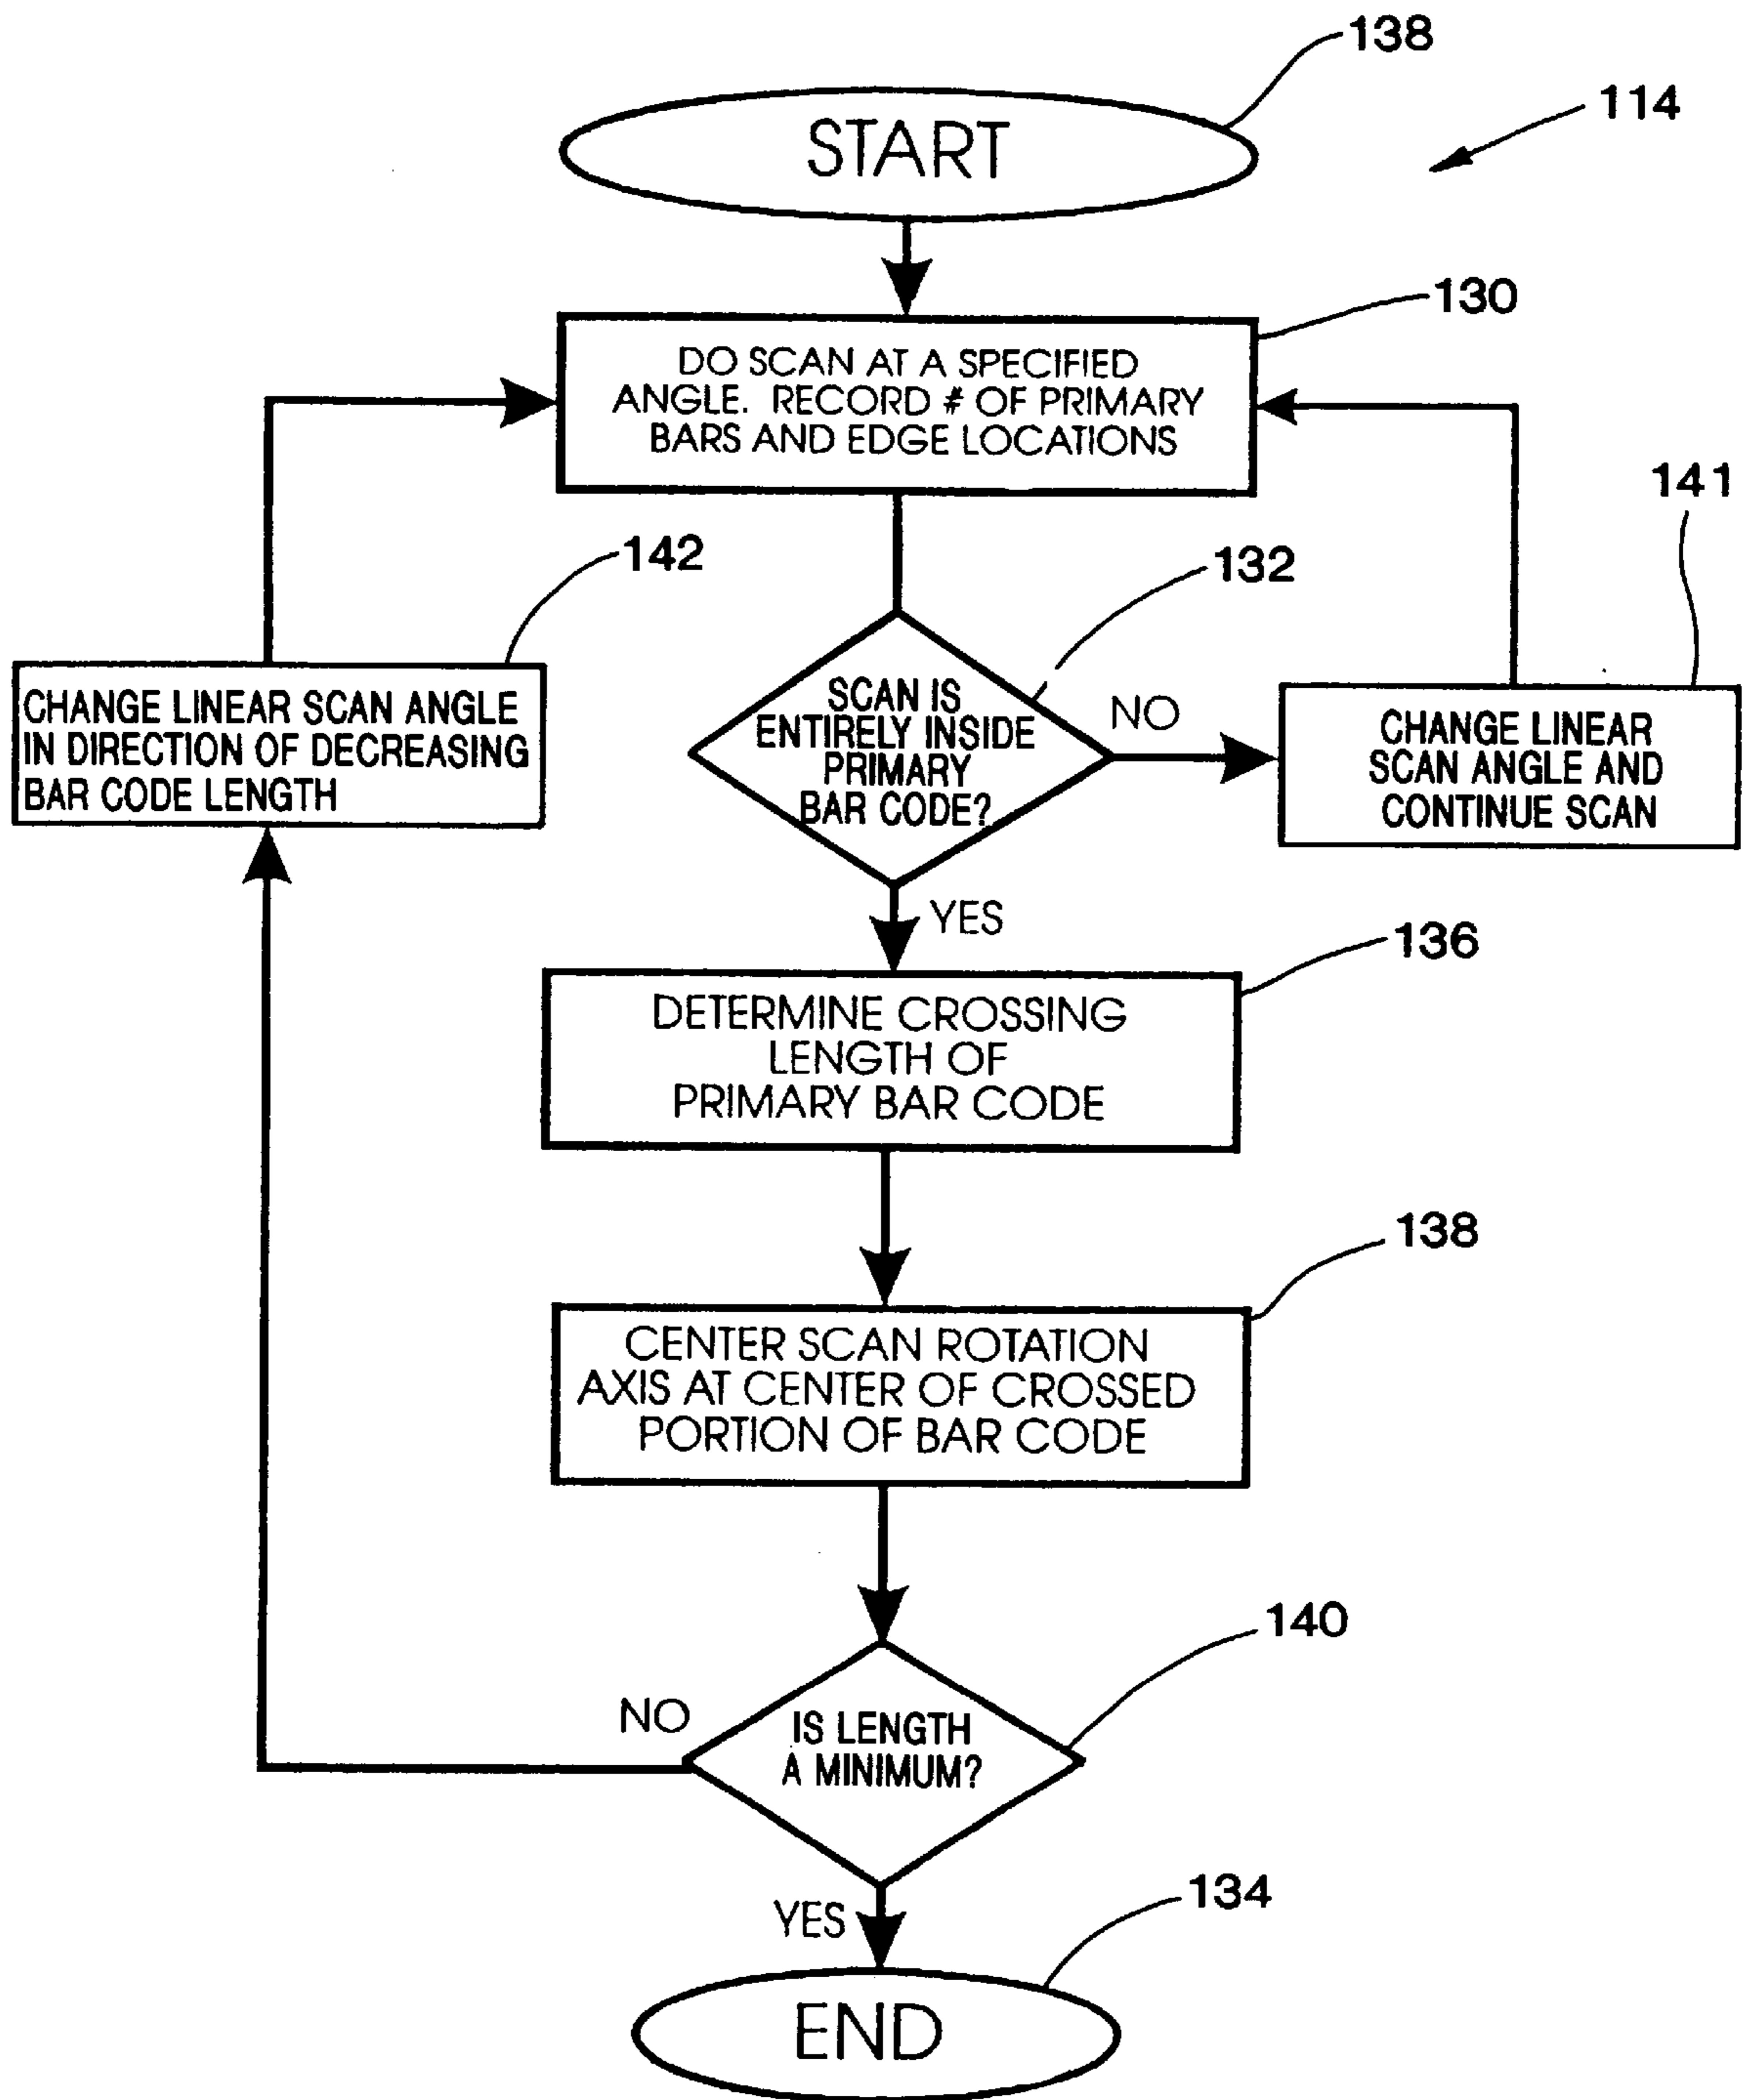 138
START
114
130
DO SCAN AT A SPECIFIED
ANGLE. RECORD # OF PRIMARY
BARS AND EDGE LOCATIONS
141
142
132
CHANGE LINEAR SCAN ANGLE
IN DIRECTION OF DECREASING
BAR CODE LENGTH
SCAN IS
ENTIRELY INSIDE
PRIMARY
BAR CODE?
NO
CHANGE LINEAR
SCAN ANGLE AND
CONTINUE SCAN
YES
136
DETERMINE CROSSING
LENGTH OF
PRIMARY BAR CODE
138
CENTER SCAN ROTATION
AXIS AT CENTER OF CROSSED
PORTION OF BAR CODE
140
NO
IS LENGTH
A MINIMUM?
YES
134
END